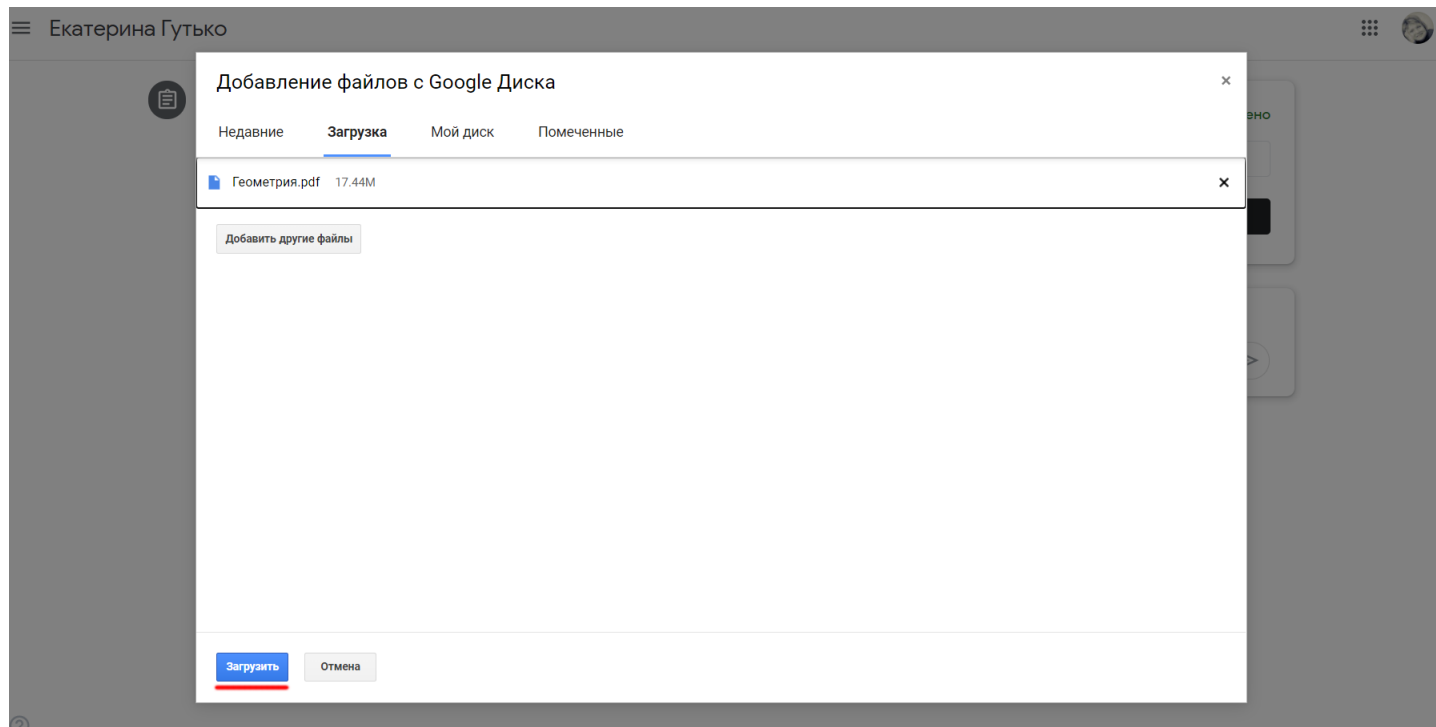 Екатерина Гутько
Добавление файлов с Google Диска
ено
Недавние Загрузка Мой диск Помеченные
Геометрия.pdf 17.44M
Добавить другие файлы
Загрузить Отмена